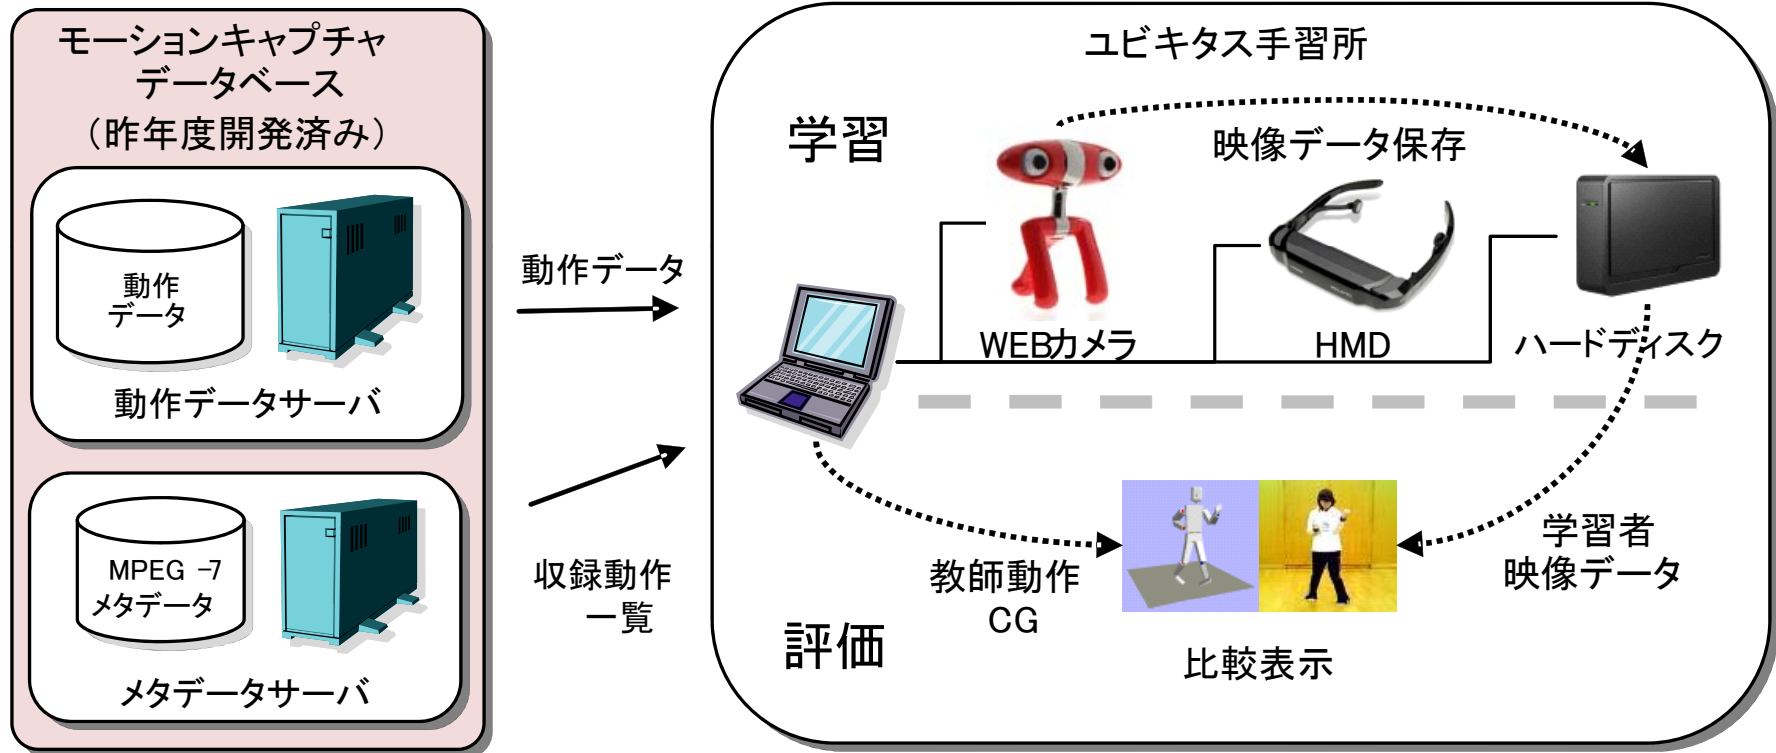 モーションキャプチャ
データベース
（昨年度開発済み）
動作
データ
動作データサーバ
MPEG -7
メタデータ
メタデータサーバ
動作データ
収録動作
一覧
ユビキタス手習所
学習
映像データ保存
WEBカメラ
HMD
ハードディスク
教師動作
CG
学習者
映像データ
評価
比較表示